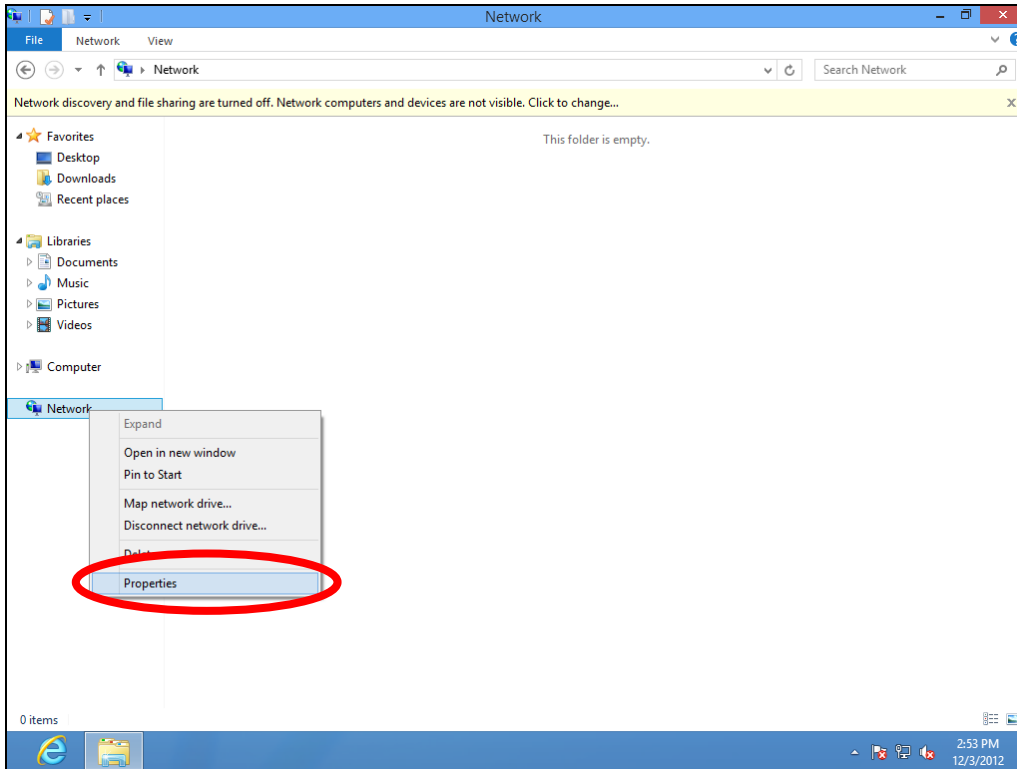 Network
File Network View
Network
Search Network
Network discovery and file sharing are turned off. Network computers and devices are not visible. Click to change...
x
Favorites
This folder is empty.
Desktop
Downloads
Recent places
Libraries
Documents
Music
Pictures
Videos
Computer
Network
Expand
Open in new window
Pin to Start
Map network drive...
Disconnect network drive...
Properties
0 items
2:53 PM
12/3/2012